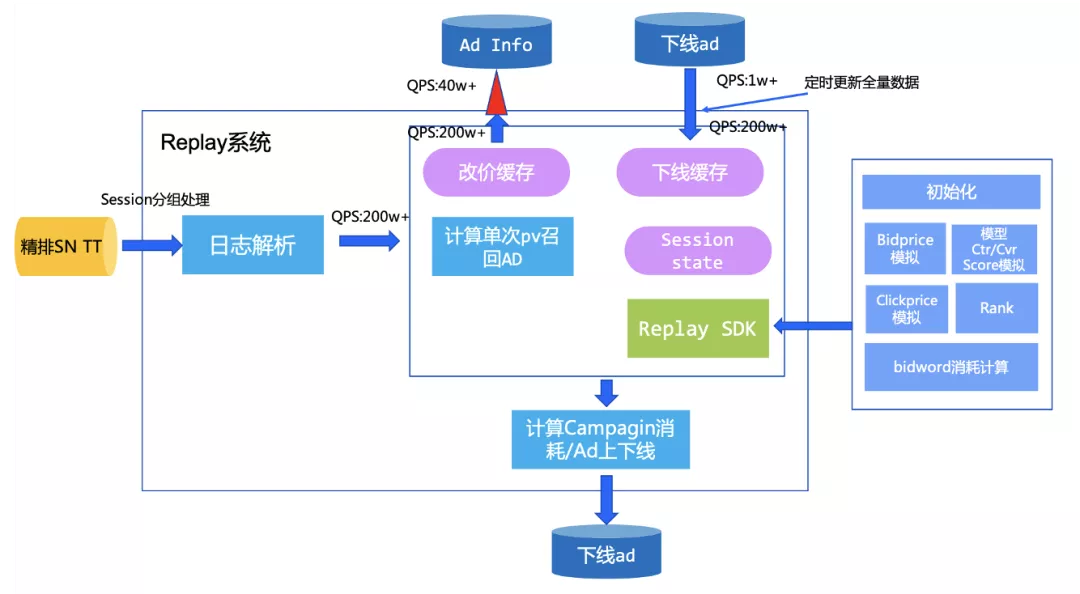 Ad Info
下线ad
QPS:40w+
QPS:1w+
定时更新全量数据
QPS:200w+
QPS:200w+
Replay系统
改价缓存
下线缓存
Session分组处理
精排SN TT
日志解析
QPS:200w+
计算单次pv召
回AD
Session
state
Replay SDK
初始化
Bidprice
模拟
模型
Ctr/Cvr
Score模拟
Clickprice
模拟
Rank
bidword消耗计算
计算Campagin消
耗/Ad上下线
下线ad